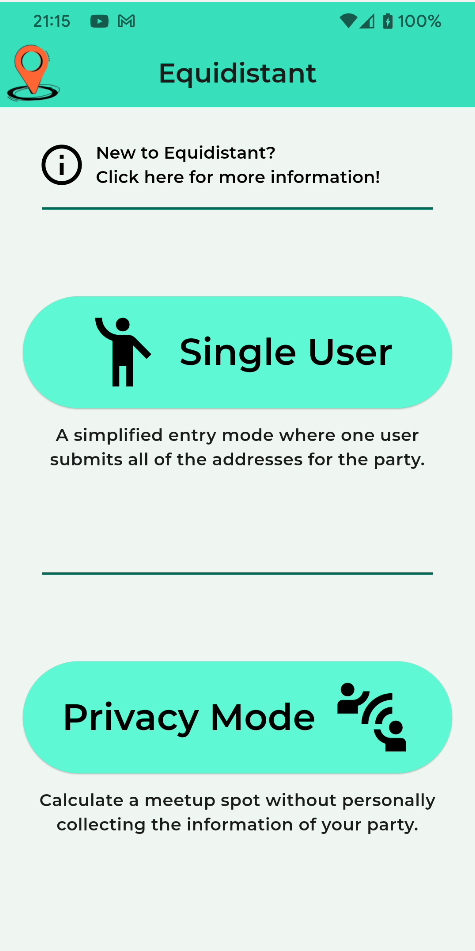 21:15
100%
Equidistant
New to Equidistant?
Click here for more information!
Single User
A simplified entry mode where one user
submits all of the addresses for the party.
Privacy Mode
Calculate a meetup spot without personally
collecting the information of your party.